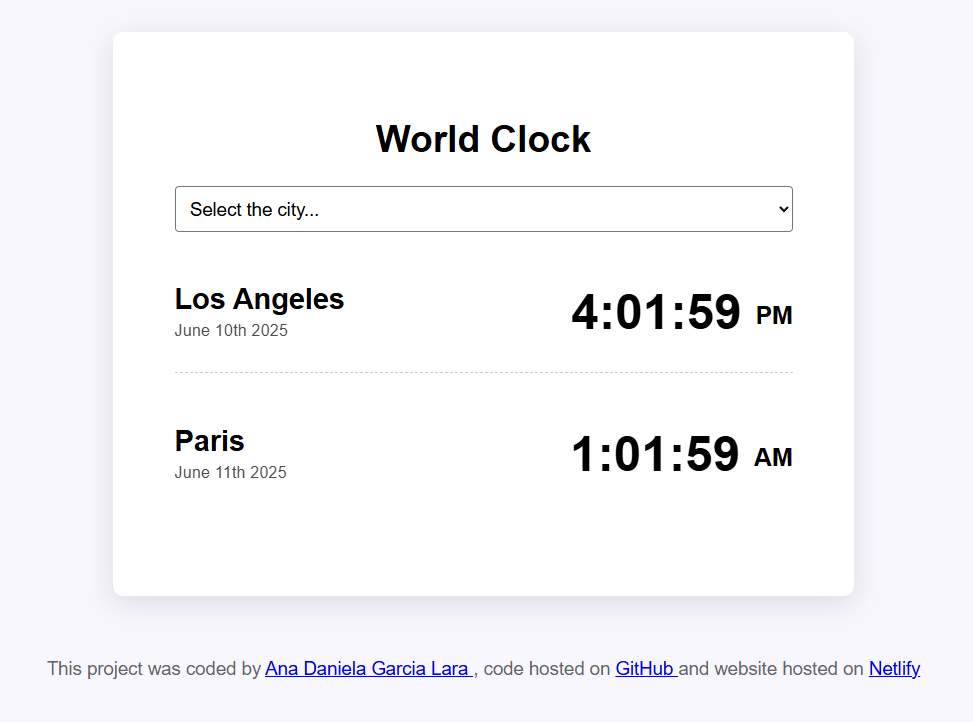 World Clock
Select the city...
Los Angeles
June 10th 2025
4:01:59 PM
Paris
June 11th 2025
1:01:59 AM
This project was coded by Ana Daniela Garcia Lara , code hosted on GitHub and website hosted on Netlify